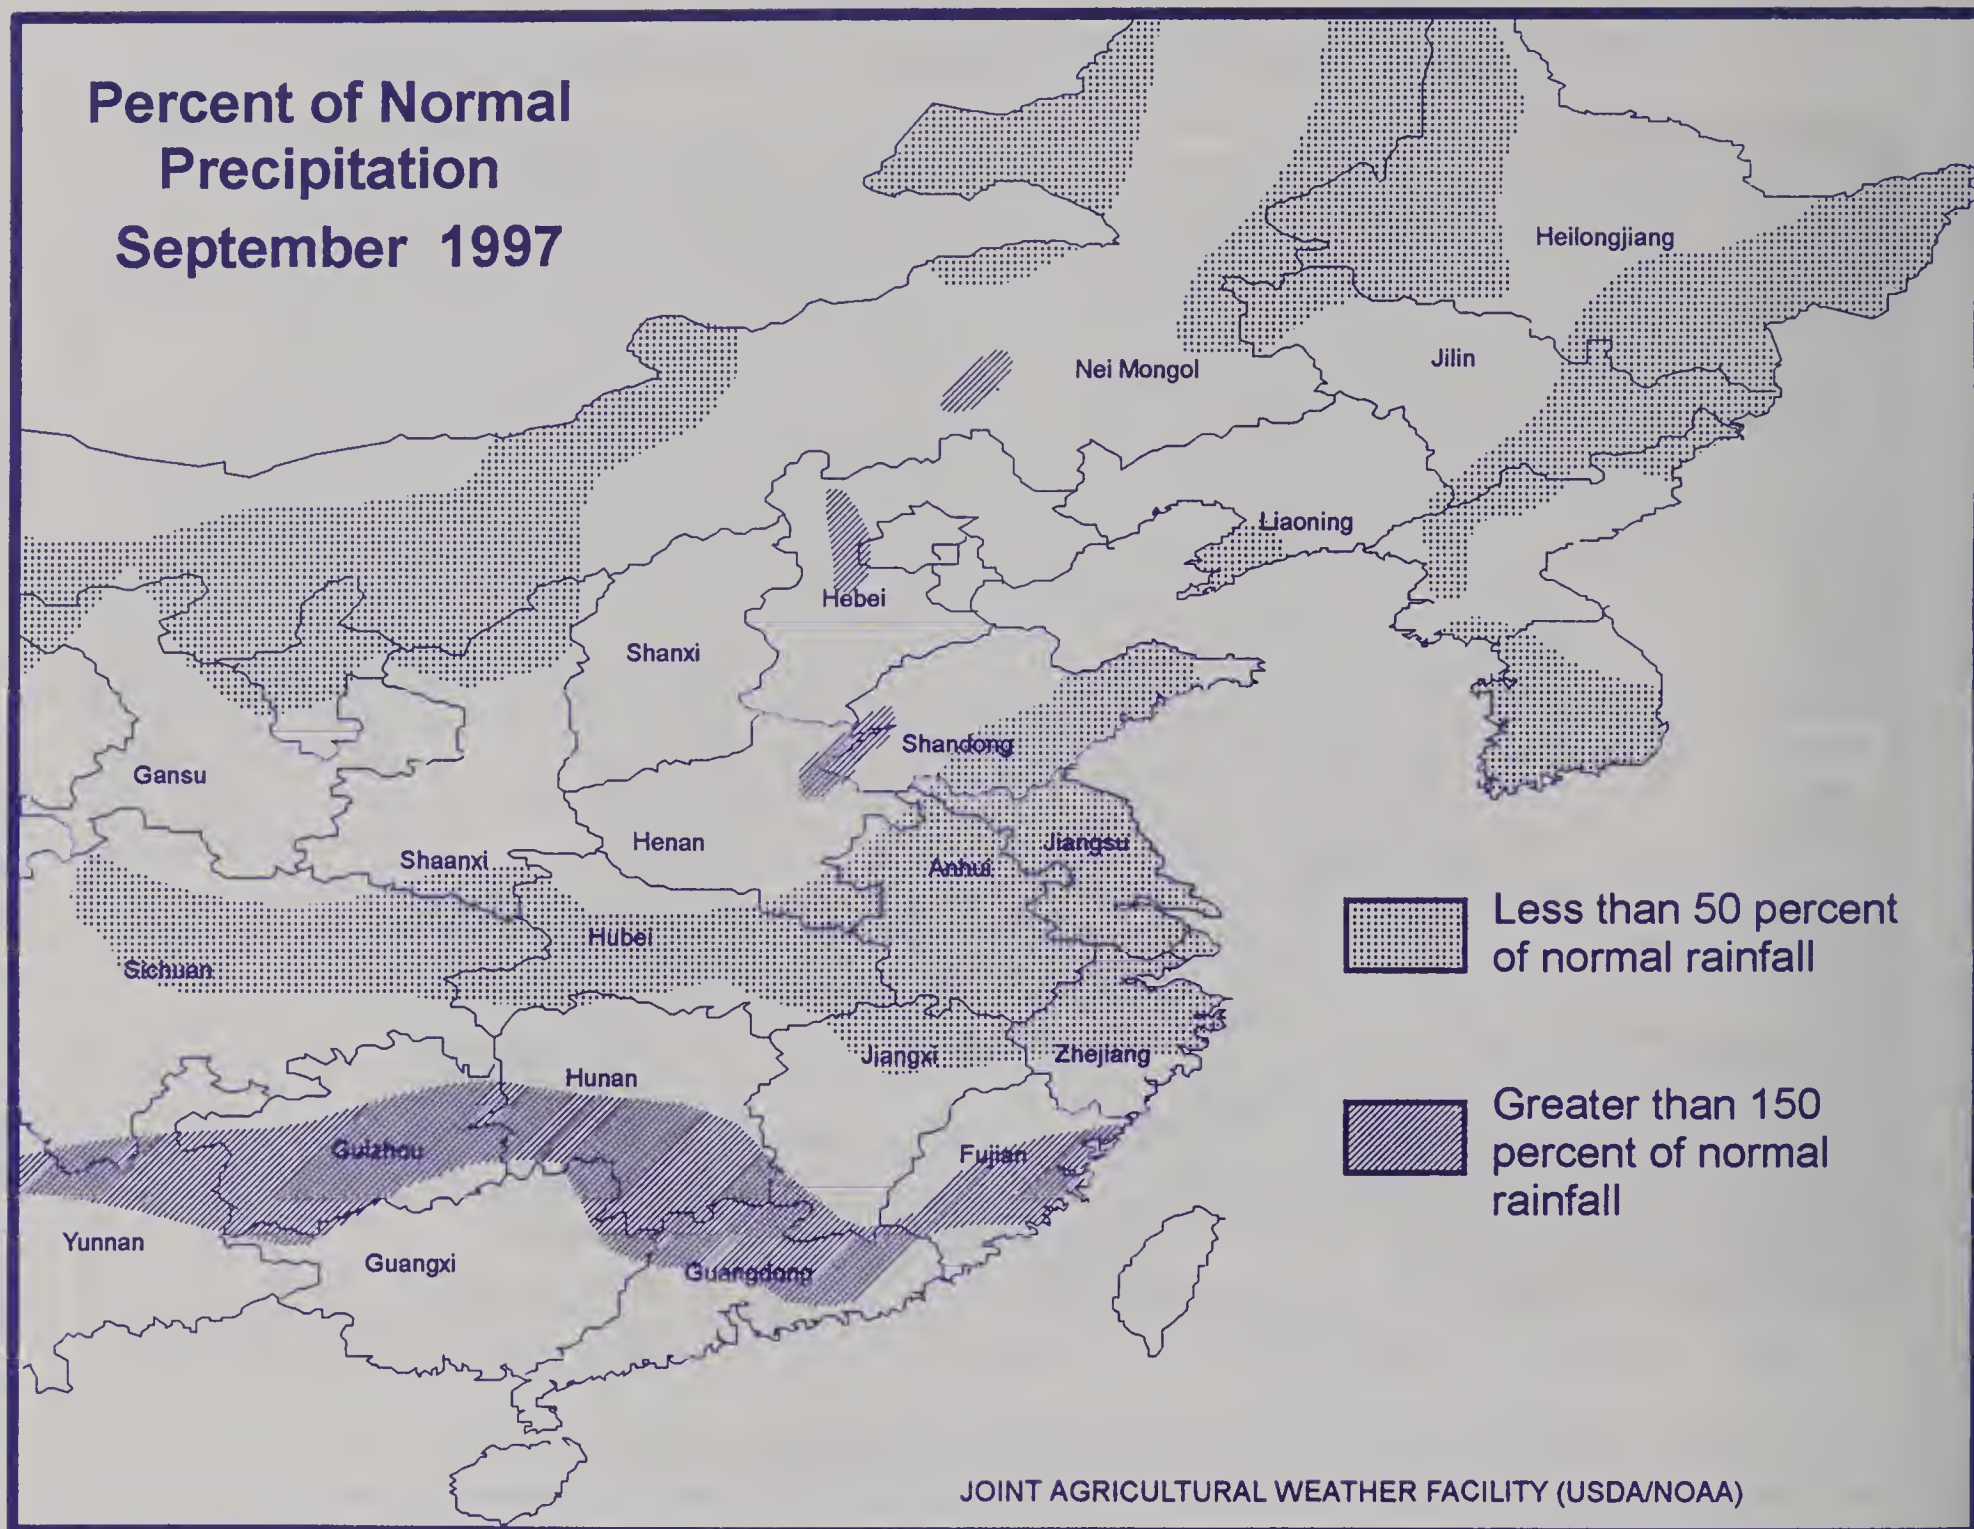 Percent of Normal
Precipitation
September 1997
Heilongjiang
Nei Mongol
Jilin
Liaoning
Hebei
Shanxi
Shandong
Gansu
Henan
Jiangsu
Shaanxi
Anhui
Less than 50 percent
of normal rainfall
Hubei
Sichuan
Jiangxi
Zhejiang
Hunan
Greater than 150
percent of normal
rainfall
Guizhou
Fujian
Yunnan
Guangxi
Guangdong
JOINT AGRICULTURAL WEATHER FACILITY (USDA/NOAA)